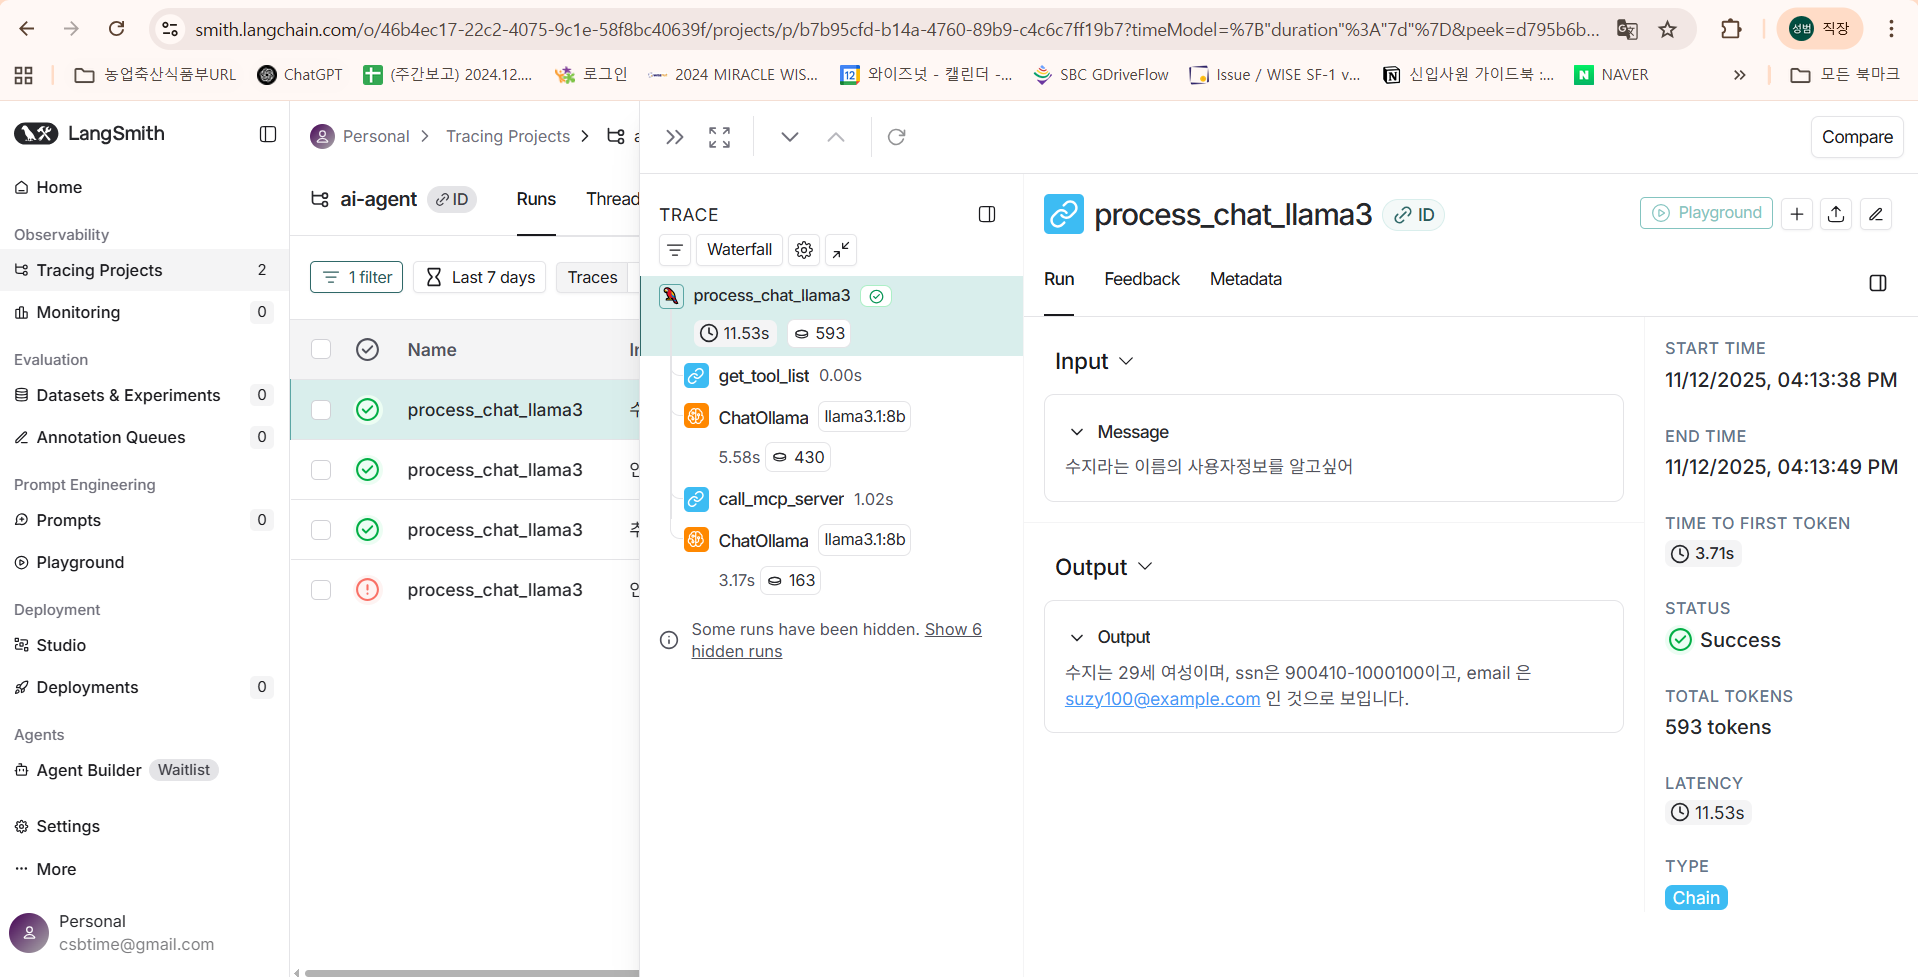 smith.langchain.com/o/46b4ec17-22c2-4075-9c1e-58f8bc40639f/projects/p/b7b95cfd-b14a-4760-89b9-c4c6c7ff19b7?timeModel=%7B"duration"%3A"7d"%7D&peek=d795b6b...
성범 직장
농업축산식품부URL
ChatGPT
(주간보고) 2024.12....
로그인
2024 MIRACLE WIS...
12 와이즈넛 - 캘린더 -...
SBC GDriveFlow
Issue / WISE SF-1 v...
신입사원 가이드북 :...
N NAVER
»
모든 북마크
LangSmith
Home
Observability
Tracing Projects 2
Monitoring 0
Evaluation
Datasets & Experiments 0
Annotation Queues 0
Prompt Engineering
Prompts 0
Playground
Deployment
Studio
Deployments 0
Agents
Agent Builder Waitlist
Settings
More
Personal
csbtime@gmail.com
Personal > Tracing Projects > a
ai-agent ID Runs Thread
1 filter Last 7 days Traces
Name
process_chat_llama3
process_chat_llama3
process_chat_llama3
process_chat_llama3
Compare
TRACE
Waterfall
process_chat_llama3
11.53s 593
get_tool_list 0.00s
ChatOllama llama3.1:8b
5.58s 430
call_mcp_server 1.02s
ChatOllama llama3.1:8b
3.17s 163
Some runs have been hidden. Show 6
hidden runs
process_chat_llama3 ID
Playground
Run Feedback Metadata
Input
Message
수지라는 이름의 사용자정보를 알고싶어
Output
Output
수지는 29세 여성이며, ssn은 900410-1000100이고, email 은
suzy100@example.com 인 것으로 보입니다.
START TIME
11/12/2025, 04:13:38 PM
END TIME
11/12/2025, 04:13:49 PM
TIME TO FIRST TOKEN
3.71s
STATUS
Success
TOTAL TOKENS
593 tokens
LATENCY
11.53s
TYPE
Chain